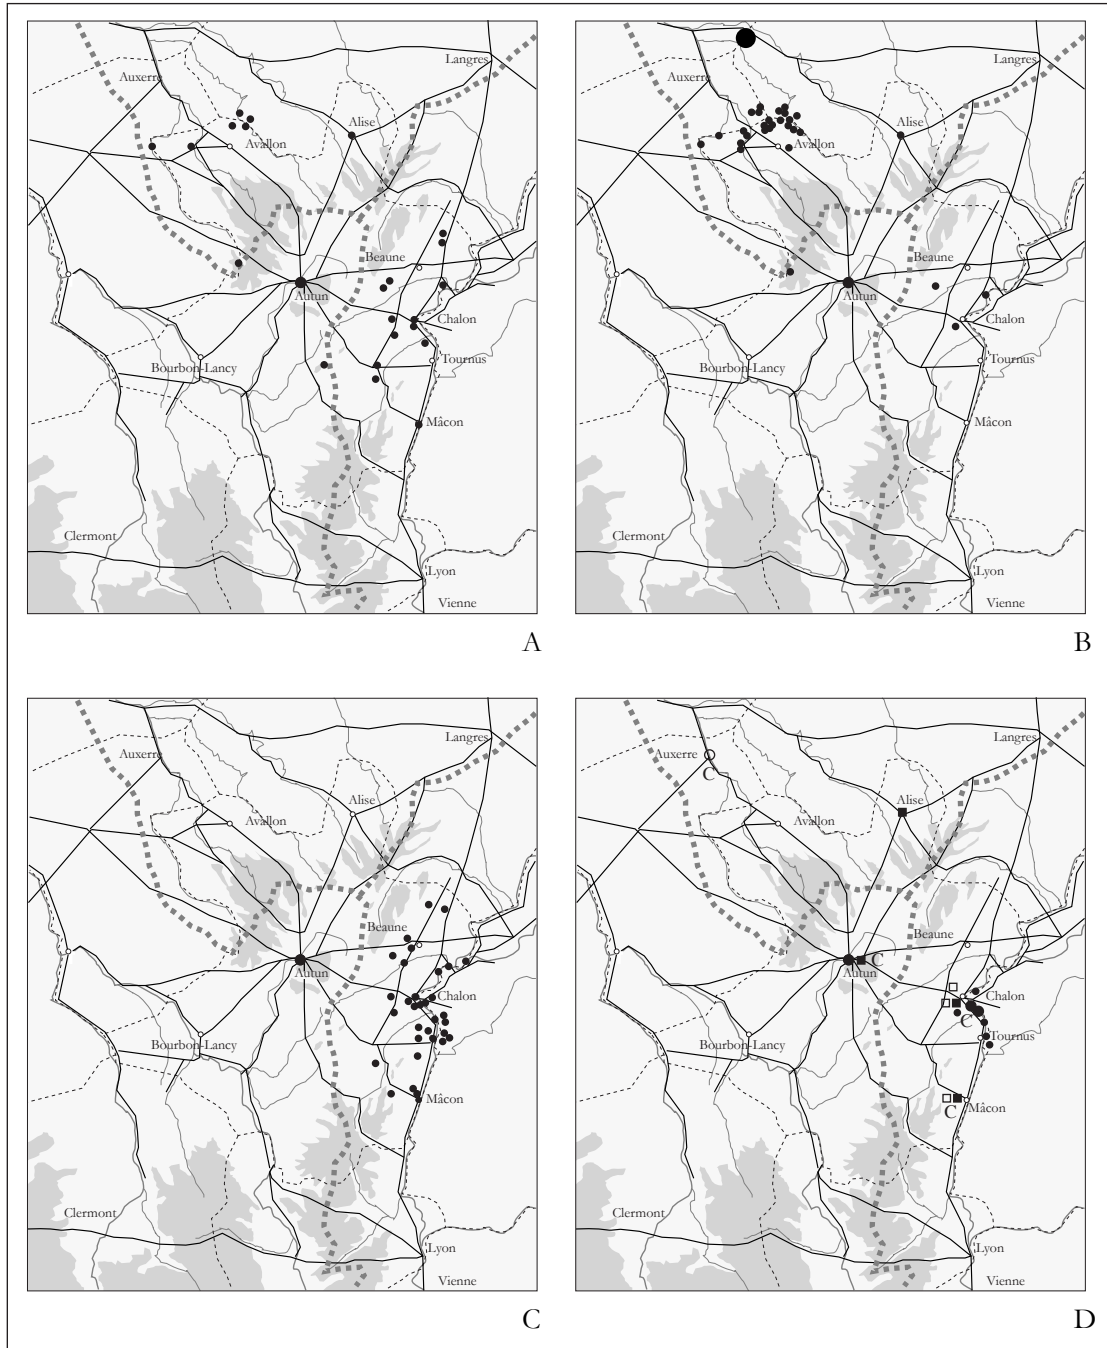 Langres
Auxerre
Alise
Avallon
Beaune
Autun
Chalon
Tournus
Bourbon-Lancy
Mâcon
Clermont
Lyon
Vienne
A
Langres
Auxerre
Alise
Avallon
Beaune
Autun
Chalon
Tournus
Bourbon-Lancy
Mâcon
Clermont
Lyon
Vienne
B
Langres
Auxerre
Alise
Avallon
Beaune
Autun
Chalon
Tournus
Bourbon-Lancy
Mâcon
Clermont
Lyon
Vienne
C
Langres
Auxerre
C
Alise
Avallon
Beaune
C
Autun
Chalon
C
Tournus
Bourbon-Lancy
Mâcon
C
Clermont
Lyon
Vienne
D